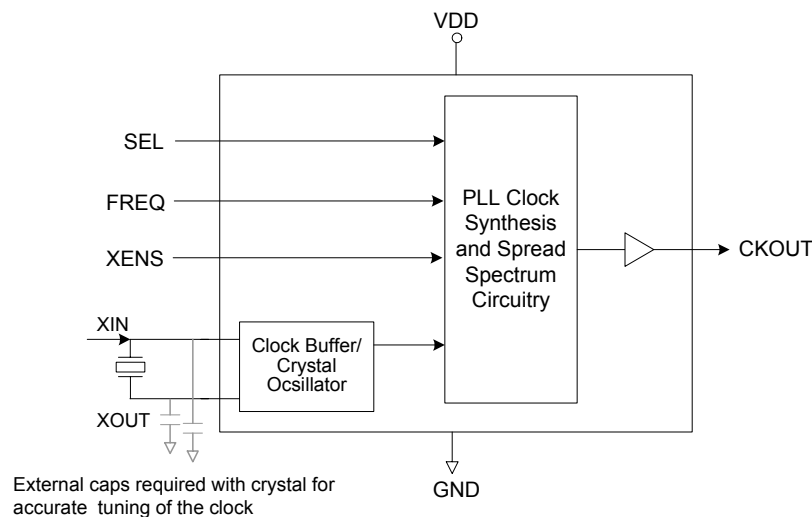 VDD
SEL
FREQ
XENS
PLL Clock
Synthesis
and Spread
Spectrum
Circuitry
CKOUT
XIN
Clock Buffer/
Crystal
Ocsillator
XOUT
GND
External caps required with crystal for
accurate tuning of the clock